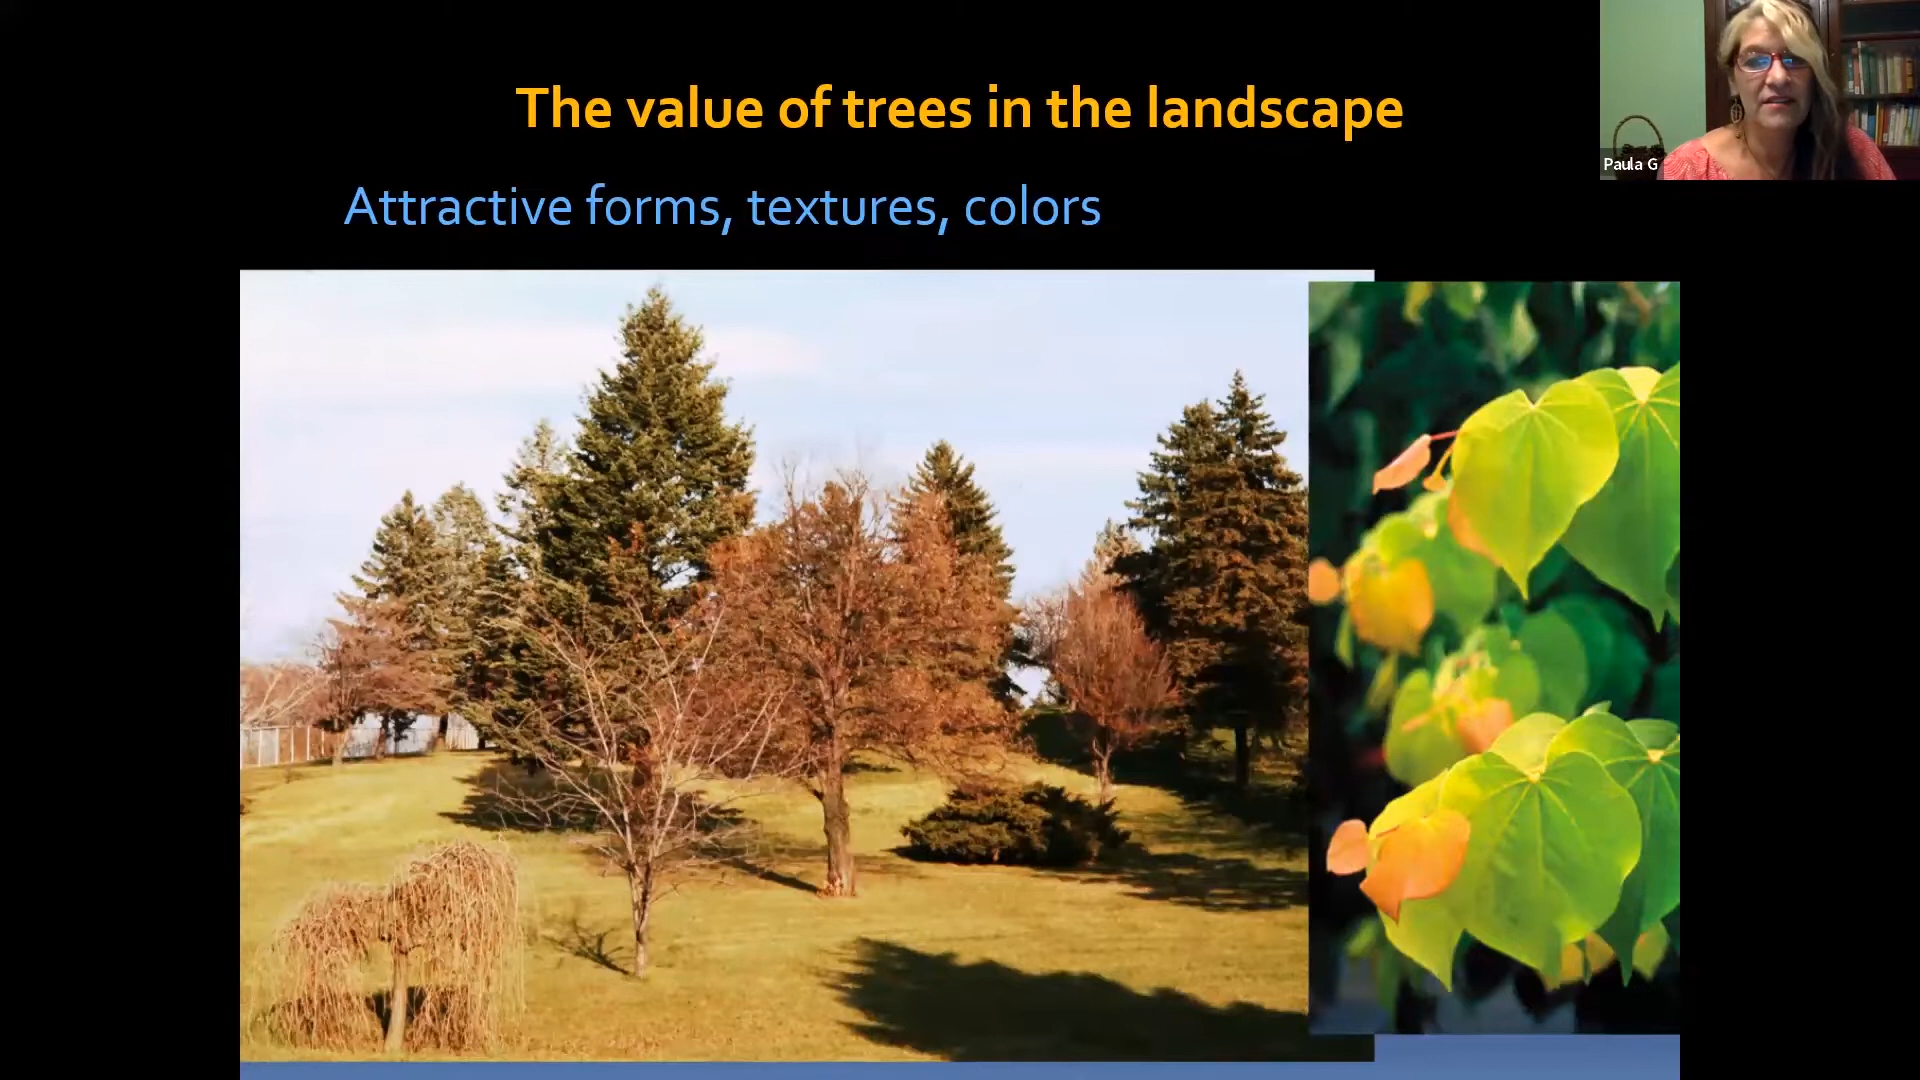 The value of trees in the landscape
Attractive forms, textures, colors
Paula G